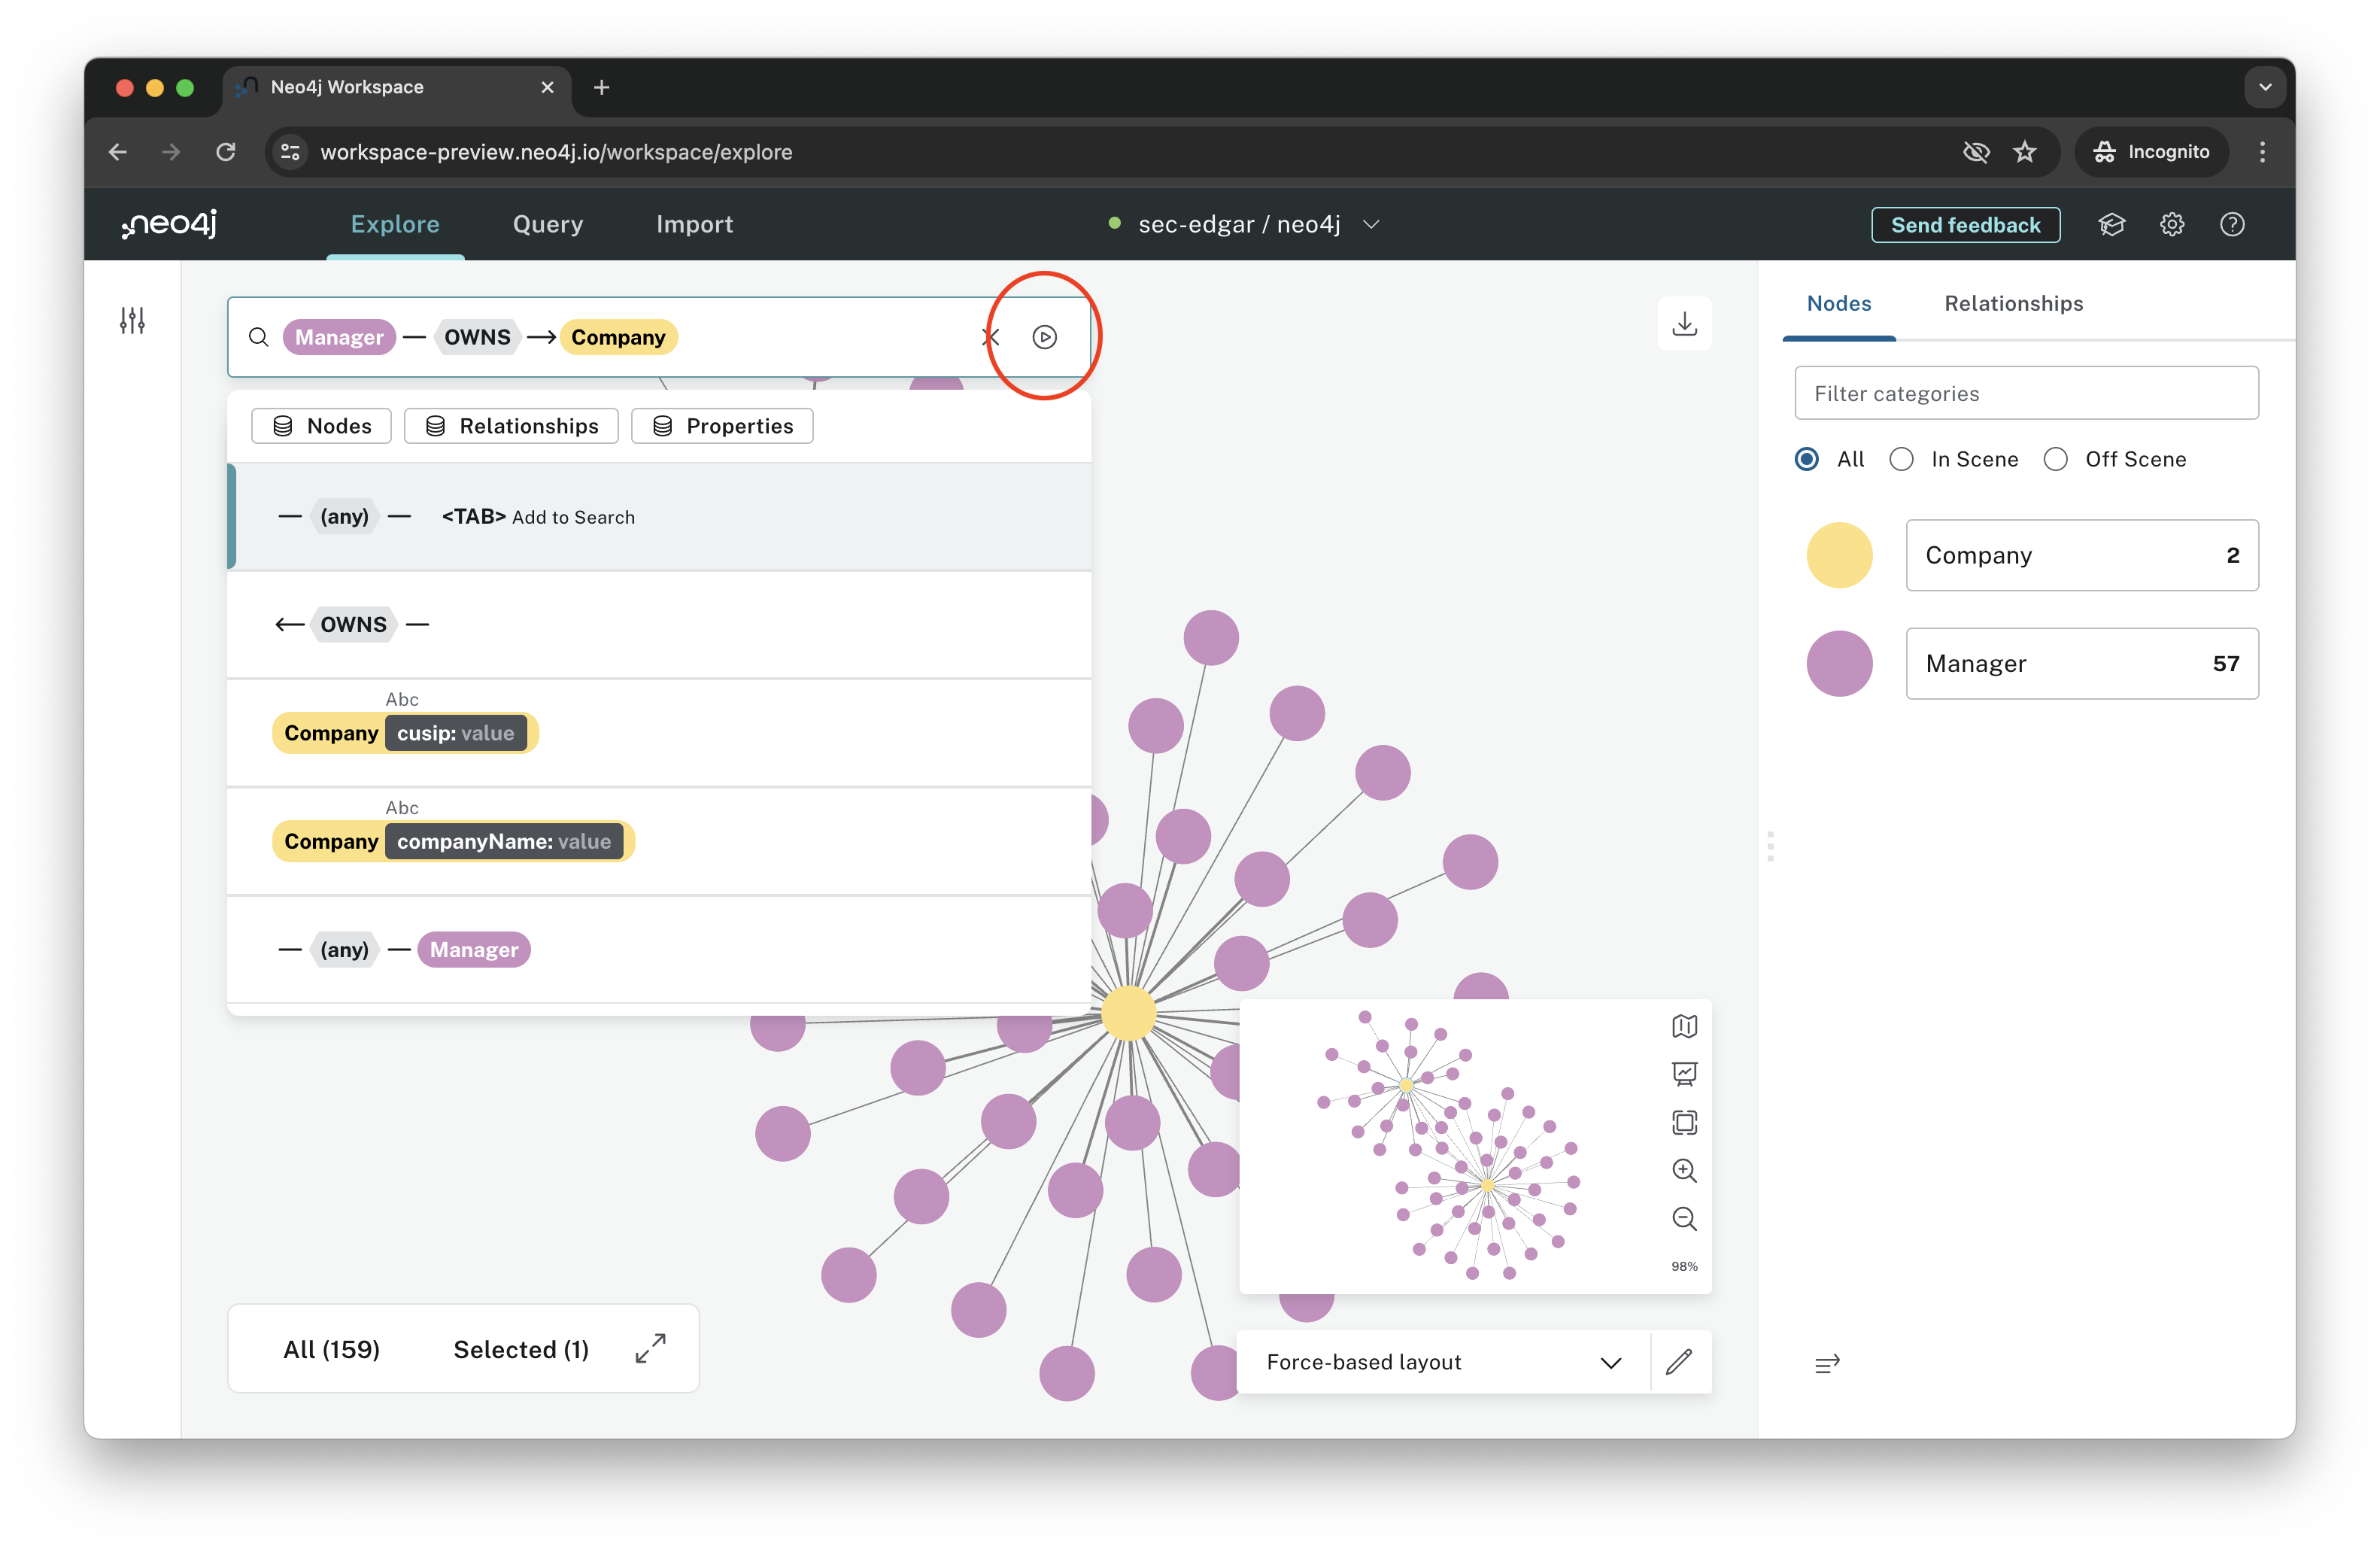 Neo4j Workspace
workspace-preview.neo4j.io/workspace/explore
Incognito
neo4j
Explore
Query
Import
sec-edgar / neo4j
Send feedback
Manager
OWNS
Company
Nodes
Relationships
Properties
(any)
<TAB> Add to Search
OWNS
Abc
Company cusip: value
Abc
Company companyName: value
(any)
Manager
All (159)
Selected (1)
98%
Force-based layout
Nodes
Relationships
Filter categories
All
In Scene
Off Scene
Company 2
Manager 57